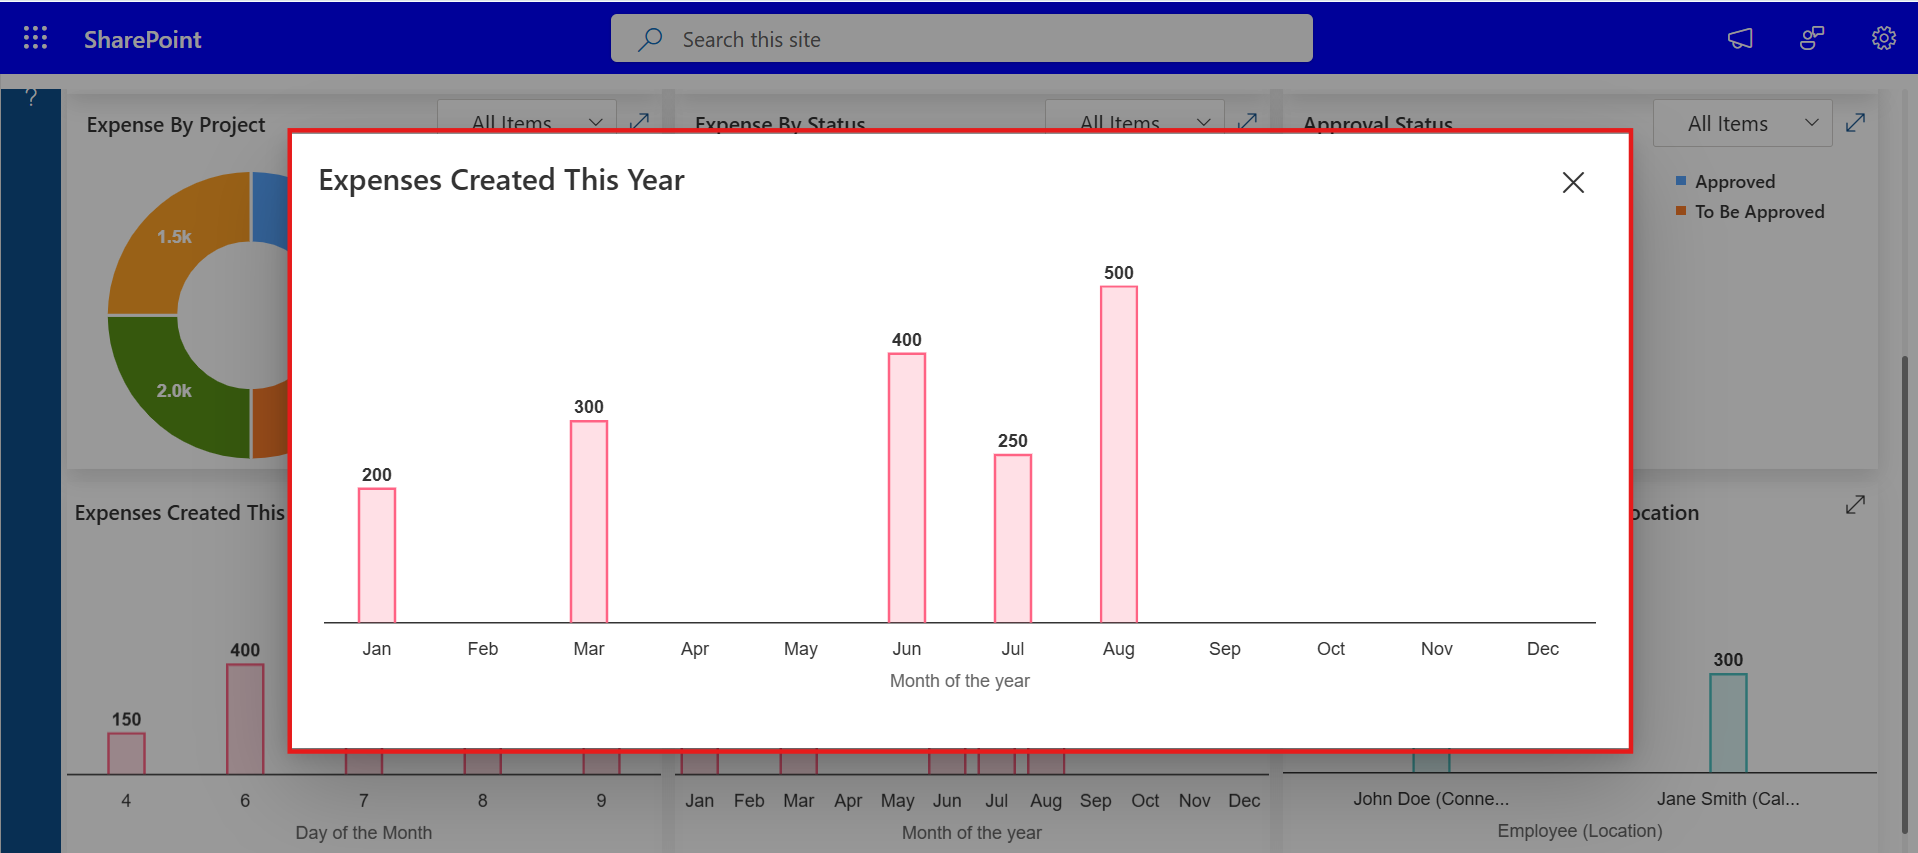 SharePoint
Search this site
?
Expense By Project
All Items
Expense By Status
All Items
Approval Status
All Items
Approved
To Be Approved
1.5k
2.0k
Expenses Created This Year
500
400
300
250
200
Jan Feb Mar Apr May Jun Jul Aug Sep Oct Nov Dec
Month of the year
Expenses Created This
ocation
400
150
4 6 7 8 9
Day of the Month
Jan Feb Mar Apr May Jun Jul Aug Sep Oct Nov Dec
Month of the year
300
John Doe (Conne... Jane Smith (Cal...
Employee (Location)